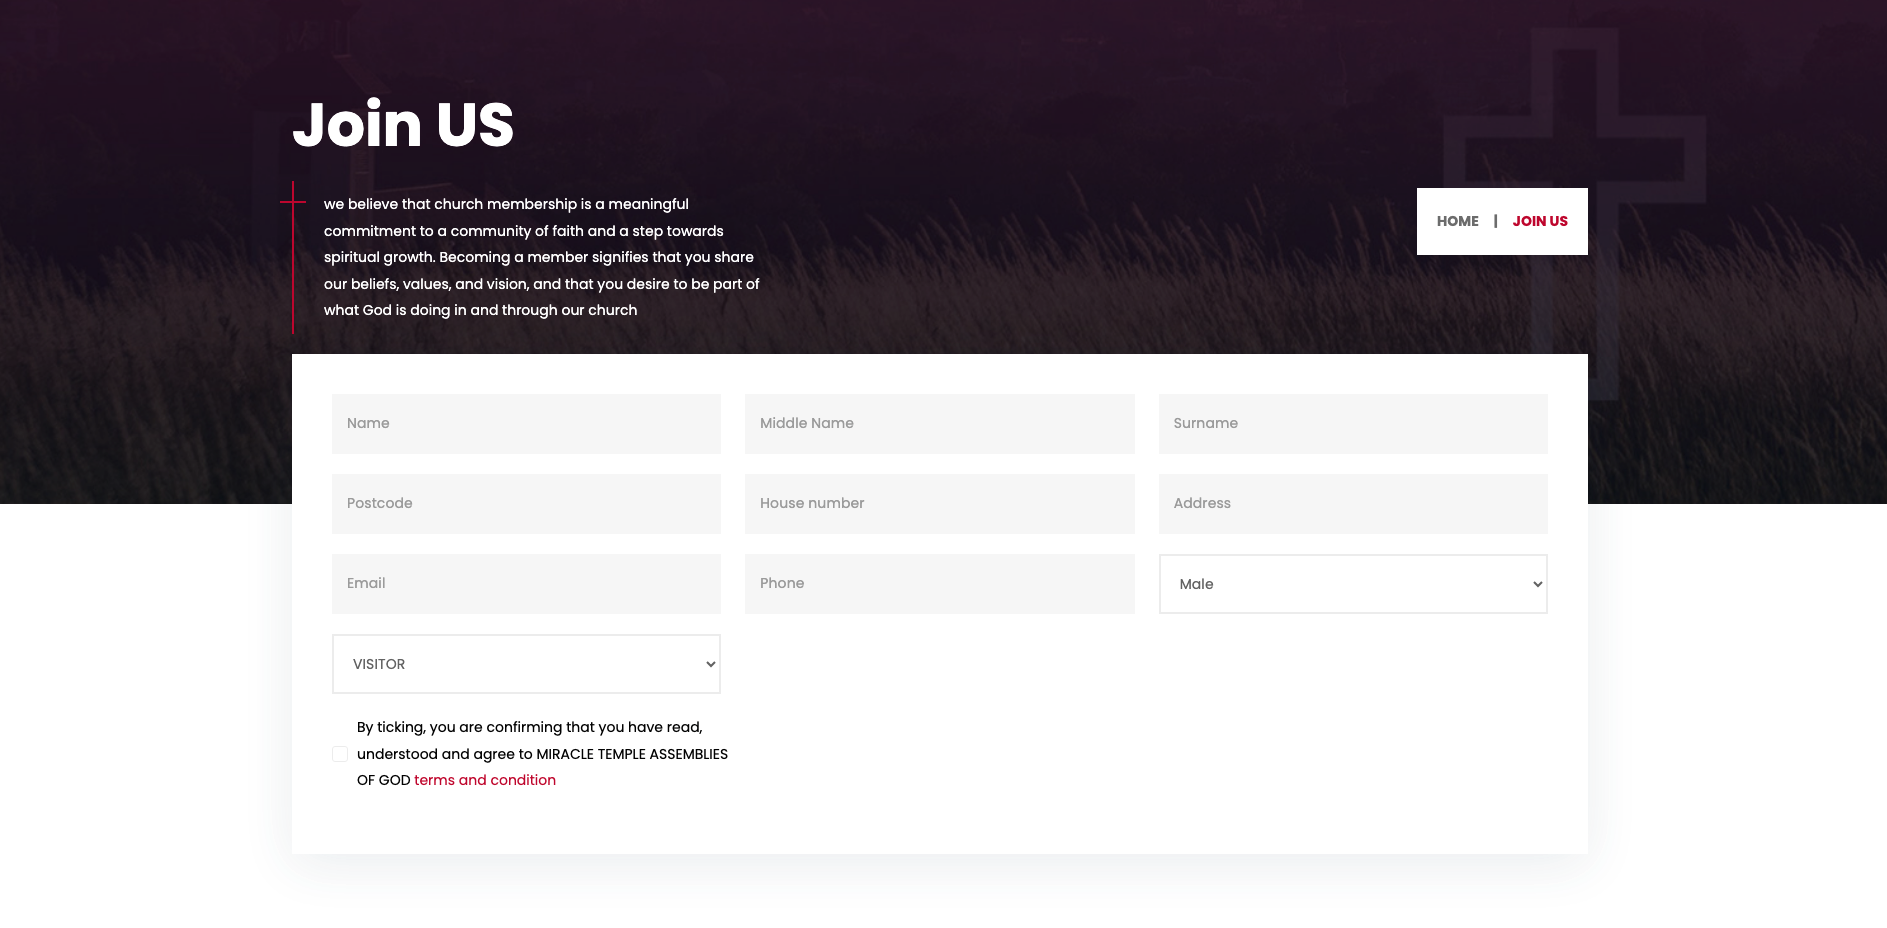 Join US
we believe that church membership is a meaningful
commitment to a community of faith and a step towards
spiritual growth. Becoming a member signifies that you share
our beliefs, values, and vision, and that you desire to be part of
what God is doing in and through our church
HOME | JOIN US
Name
Middle Name
Surname
Postcode
House number
Address
Email
Phone
Male
VISITOR
By ticking, you are confirming that you have read,
understood and agree to MIRACLE TEMPLE ASSEMBLIES
OF GOD terms and condition